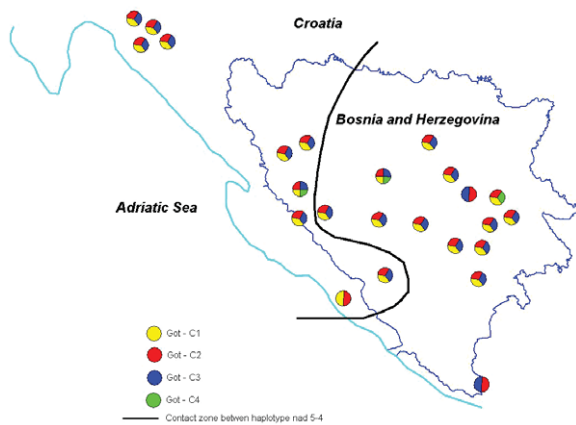 Croatia
Bosnia and Herzegovina
Adriatic Sea
Got - C1
Got - C2
Got - C3
Got - C4
Contact zone betwen haplotype nad 5-4